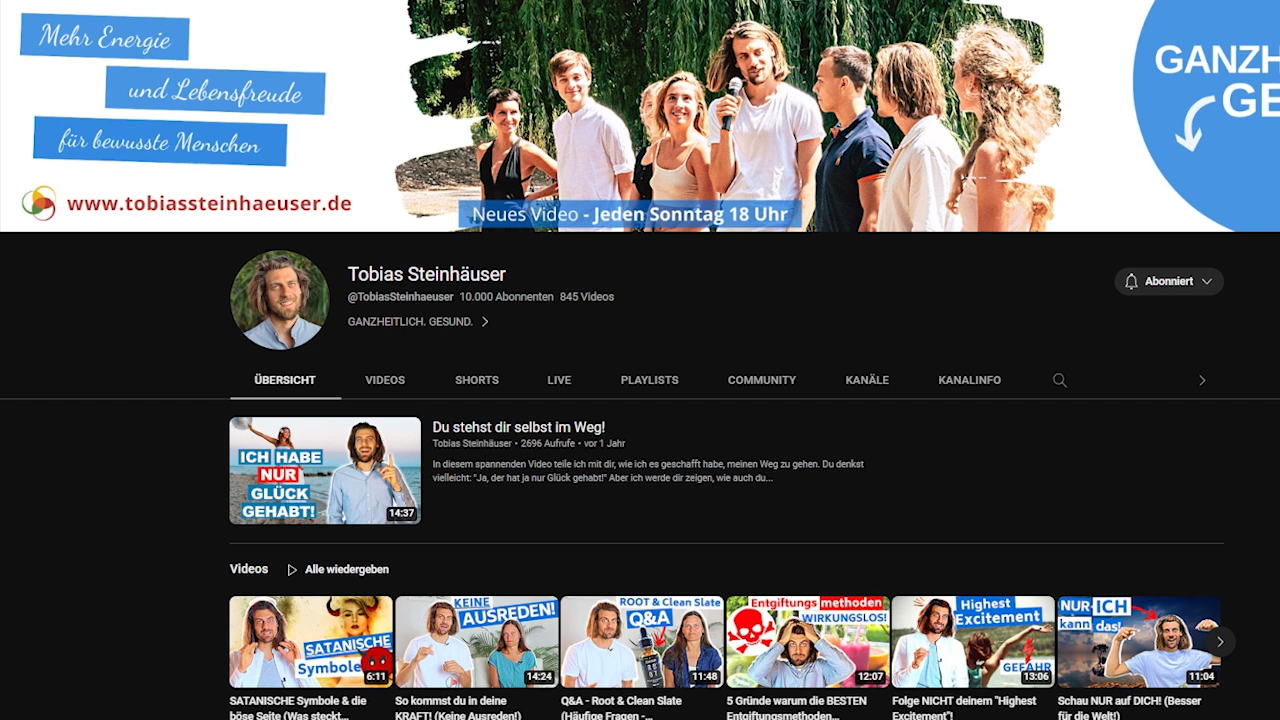 Mehr Energie
und Lebensfreude
für bewusste Menschen
www.tobiassteinhaeuser.de
Neues Video - Jeden Sonntag 18 Uhr
GANZH
GE
Tobias Steinhäuser
@TobiasSteinhaeuser 10.000 Abonnenten 845 Videos
GANZHEITLICH. GESUND.
Abonniert
ÜBERSICHT VIDEOS SHORTS LIVE PLAYLISTS COMMUNITY KANÄLE KANALINFO
ICH HABE
NUR
GLÜCK
GEHABT!
14:37
Du stehst dir selbst im Weg!
Tobias Steinhäuser • 2696 Aufrufe • vor 1 Jahr
In diesem spannenden Video teile ich mit dir, wie ich es geschafft habe, meinen Weg zu gehen. Du denkst
vielleicht: "Ja, der hat ja nur Glück gehabt!" Aber ich werde dir zeigen, wie auch du...
Videos Alle wiedergeben
SATANISCHE
Symbole
6:11
SATANISCHE Symbole & die
böse Seite (Was steckt...
KEINE
AUSREDEN!
14:24
So kommst du in deine
KRAFT! (Keine Ausreden!)
ROOT & Clean Slate
Q&A
11:48
Q&A - Root & Clean Slate
(Häufige Fragen -...
Entgiftungsmethoden
WIRKUNGSLOS!
12:07
5 Gründe warum die BESTEN
Entgiftungsmethoden...
Highest
Excitement
GEFAHR
13:06
Folge NICHT deinem "Highest
Excitement"!
NUR ICH
kann das!
11:04
Schau NUR auf DICH! (Besser
für die Welt!)